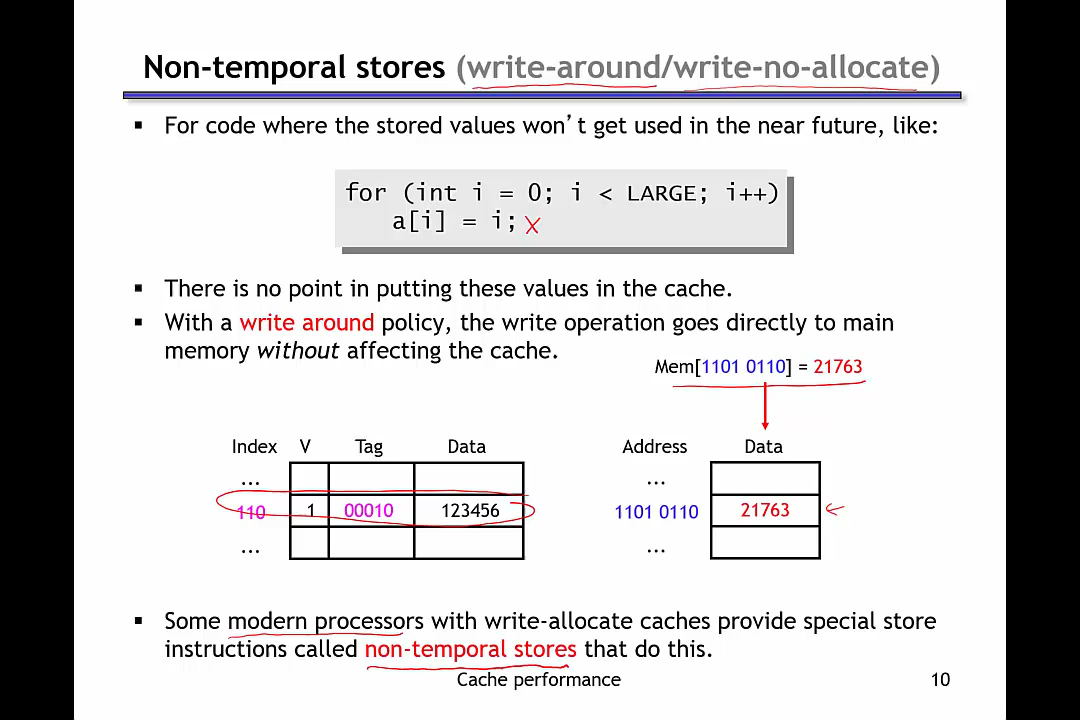 Non-temporal stores (write-around/write-no-allocate)
▪ For code where the stored values won't get used in the near future, like:
for (int i = 0; i < LARGE; i++)
a[i] = i; X
▪ There is no point in putting these values in the cache.
▪ With a write around policy, the write operation goes directly to main
memory without affecting the cache.
Mem[1101 0110] = 21763
Index V Tag Data Address Data
... ...
110 1 00010 123456 1101 0110 21763
... ...
▪ Some modern processors with write-allocate caches provide special store
instructions called non-temporal stores that do this.
Cache performance 10